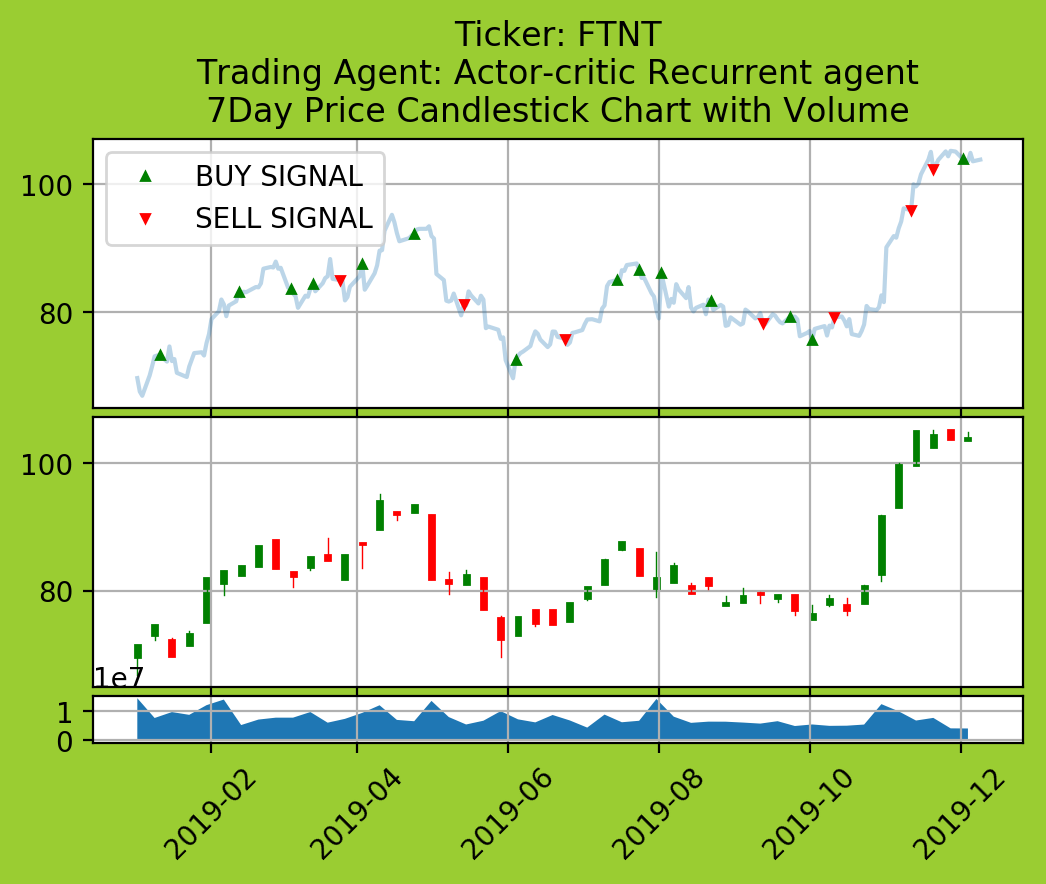 Ticker: FTNT
Trading Agent: Actor-critic Recurrent agent
7Day Price Candlestick Chart with Volume
BUY SIGNAL
SELL SIGNAL
100
80
100
80
1e7
1
0
2019-02
2019-04
2019-06
2019-08
2019-10
2019-12